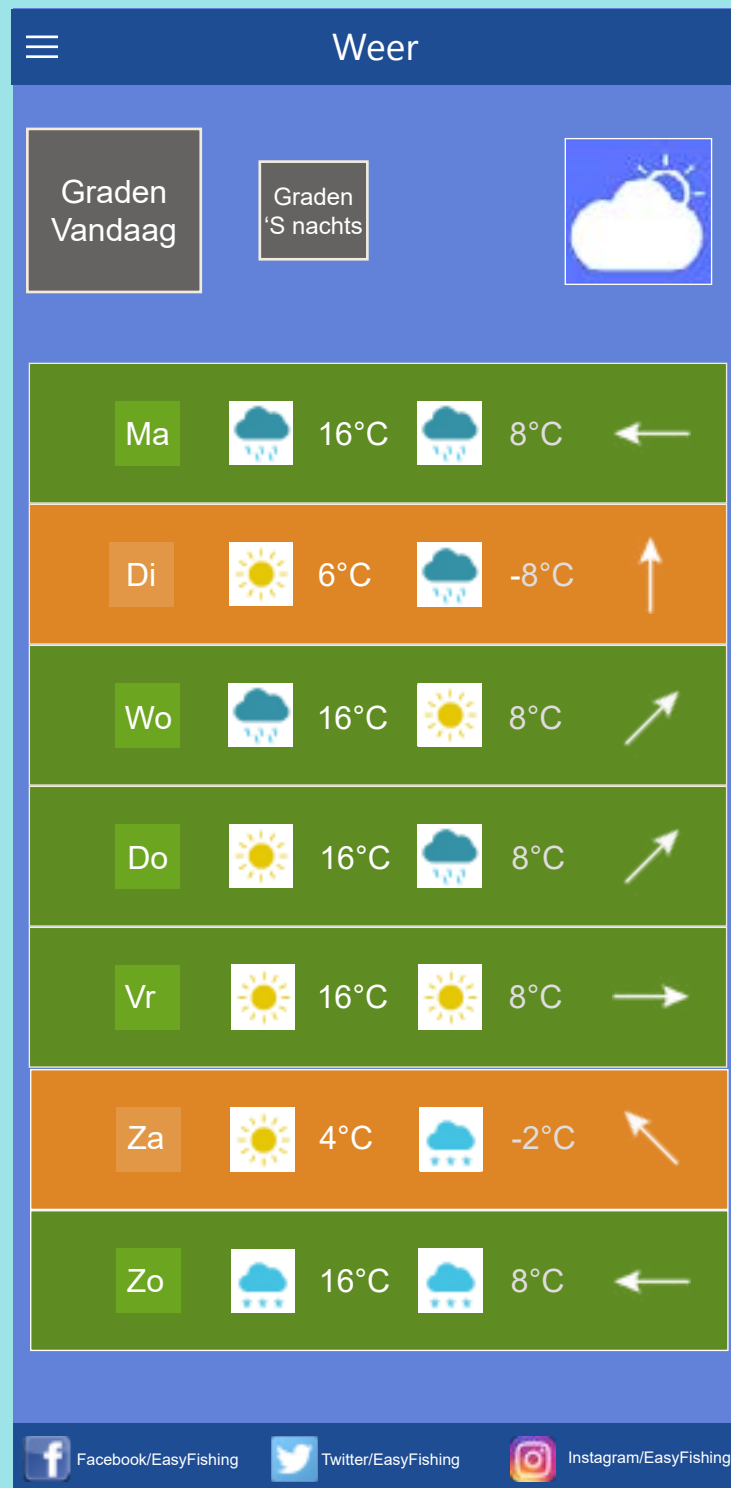 Weer
Graden
Vandaag
Graden
‘S nachts
Ma 16°C 8°C
Di 6°C -8°C
Wo 16°C 8°C
Do 16°C 8°C
Vr 16°C 8°C
Za 4°C -2°C
Zo 16°C 8°C
Facebook/EasyFishing Twitter/EasyFishing Instagram/EasyFishing